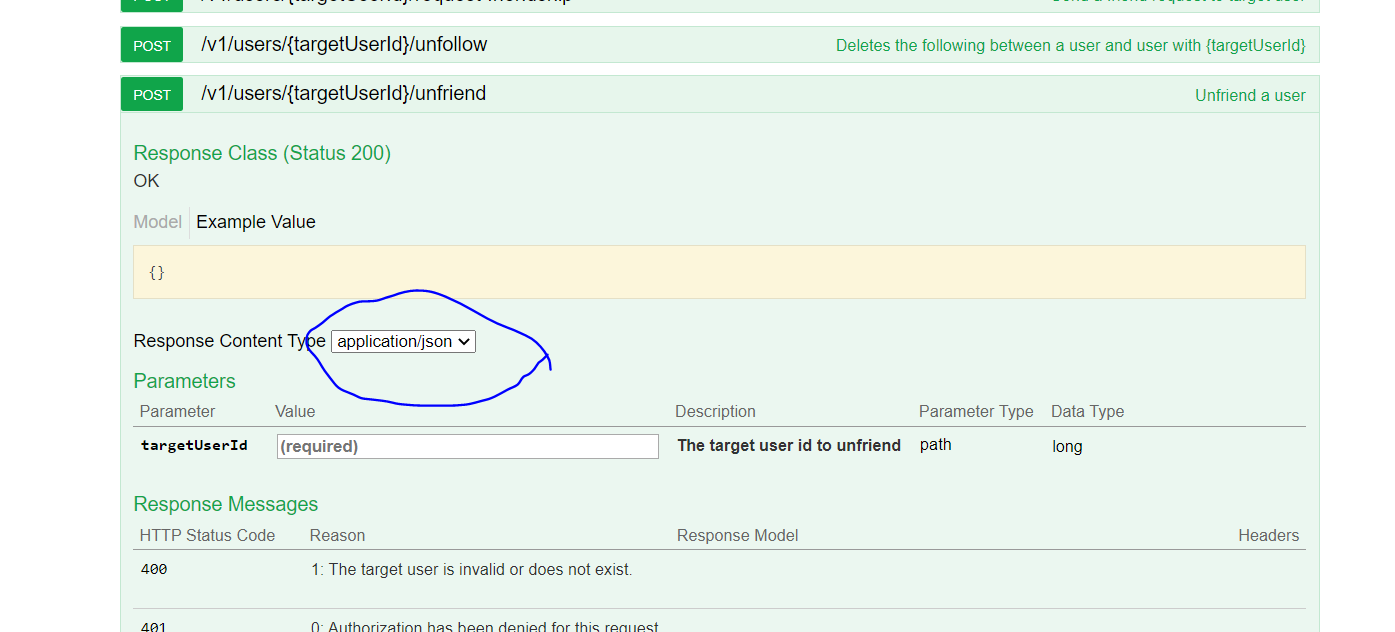 POST /v1/users/{targetUserId}/request-friendship Send a friend request to target user
POST /v1/users/{targetUserId}/unfollow Deletes the following between a user and user with {targetUserId}
POST /v1/users/{targetUserId}/unfriend Unfriend a user
Response Class (Status 200)
OK
Model Example Value
{}
Response Content Type application/json
Parameters
Parameter Value Description Parameter Type Data Type
targetUserId (required) The target user id to unfriend path long
Response Messages
HTTP Status Code Reason Response Model Headers
400 1: The target user is invalid or does not exist.
401 0: Authorization has been denied for this request.